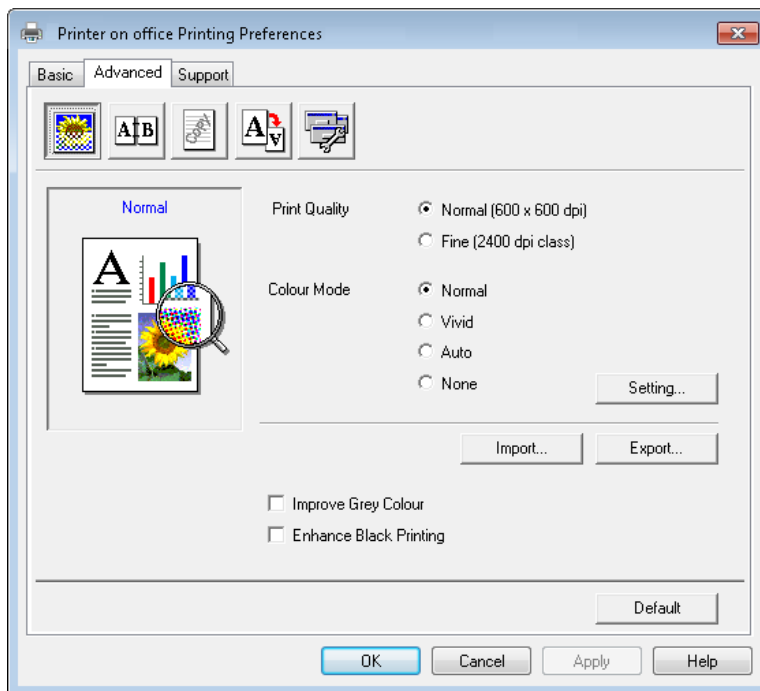 Printer on office Printing Preferences
Basic Advanced Support
A B Copy A A
Normal
A
Print Quality
Normal (600 x 600 dpi)
Fine (2400 dpi class)
Colour Mode
Normal
Vivid
Auto
None
Setting...
Import... Export...
Improve Grey Colour
Enhance Black Printing
Default
OK Cancel Apply Help